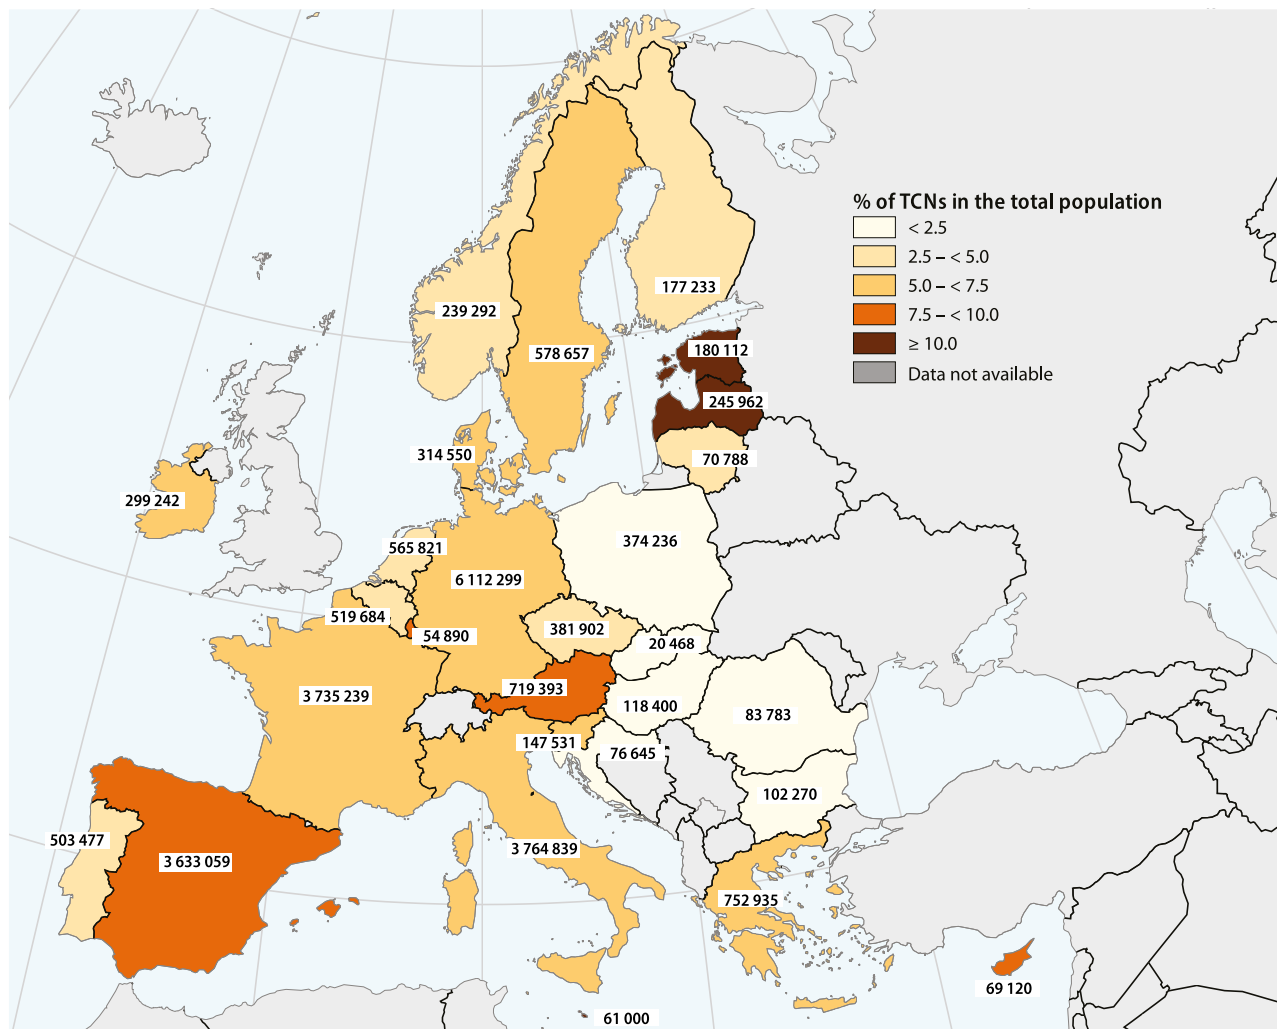 % of TCNs in the total population
< 2.5
2.5 – < 5.0
5.0 – < 7.5
7.5 – < 10.0
≥ 10.0
Data not available
177 233
239 292
180 112
578 657
245 962
314 550
70 788
299 242
374 236
565 821
6 112 299
519 684
381 902
54 890
20 468
719 393
3 735 239
118 400
83 783
147 531
76 645
102 270
503 477
3 764 839
3 633 059
752 935
69 120
61 000